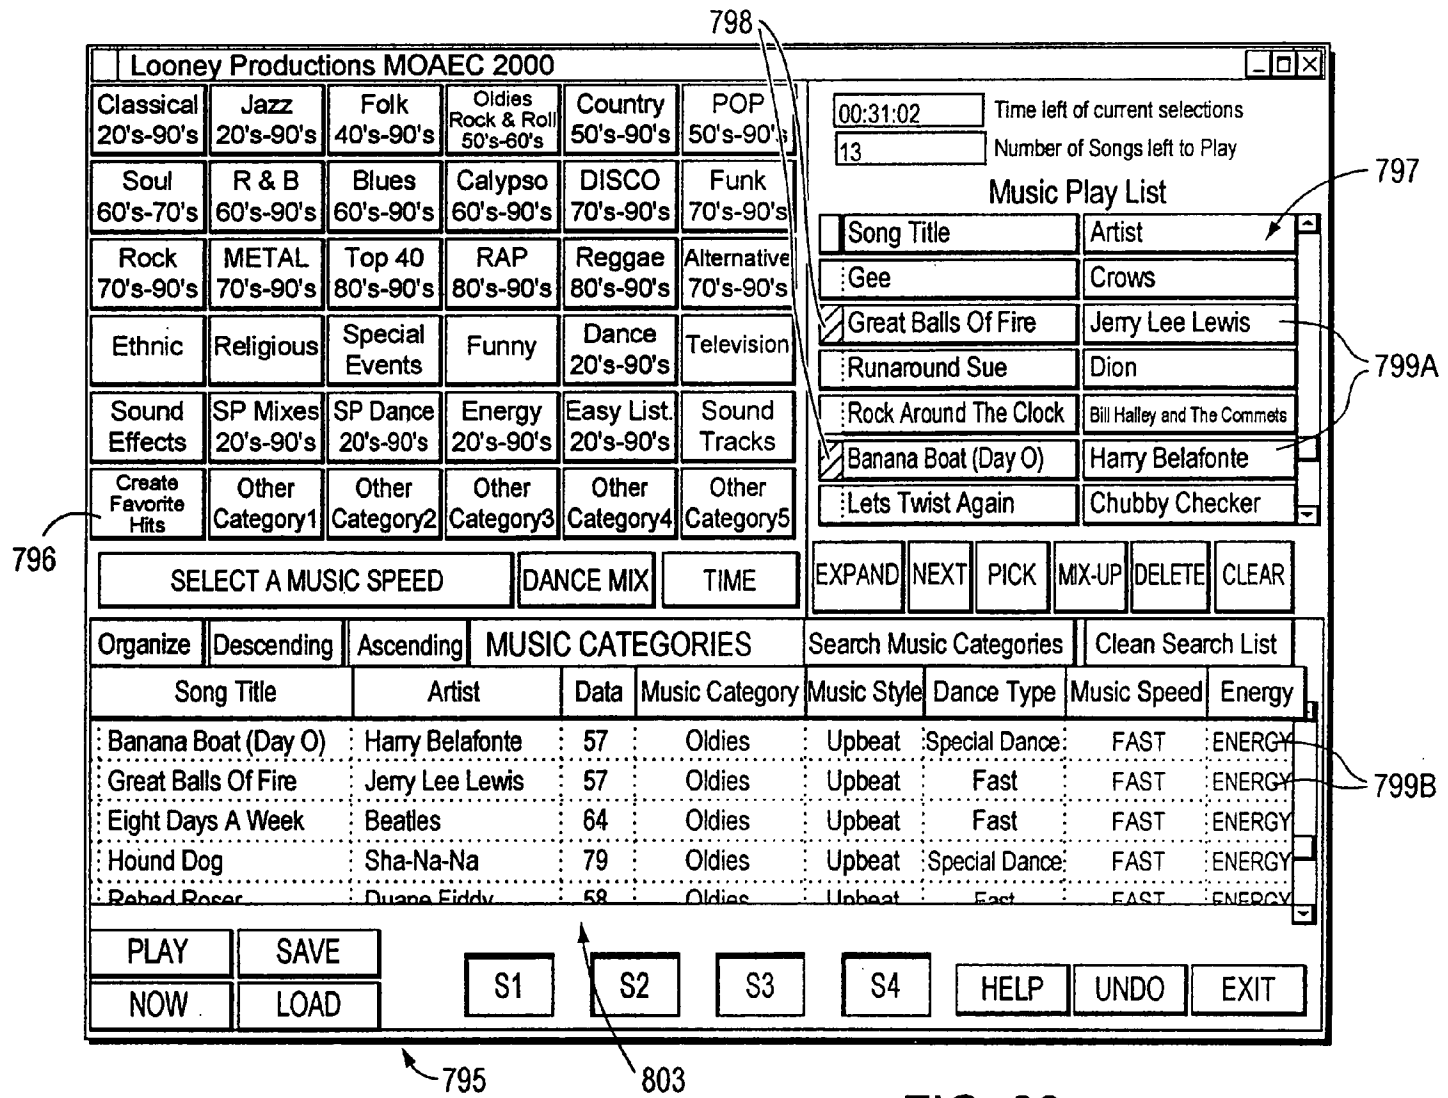 798
Looney Productions MOAEC 2000
Classical 20's-90's
Jazz 20's-90's
Folk 40's-90's
Oldies Rock & Roll 50's-60's
Country 50's-90's
POP 50's-90's
Soul 60's-70's
R & B 60's-90's
Blues 60's-90's
Calypso 60's-90's
DISCO 70's-90's
Funk 70's-90's
Rock 70's-90's
METAL 70's-90's
Top 40 80's-90's
RAP 80's-90's
Reggae 80's-90's
Alternative 70's-90's
Ethnic
Religious
Special Events
Funny
Dance 20's-90's
Television
Sound Effects
SP Mixes 20's-90's
SP Dance 20's-90's
Energy 20's-90's
Easy List. 20's-90's
Sound Tracks
Create Favorite Hits
Other Category1
Other Category2
Other Category3
Other Category4
Other Category5
796
SELECT A MUSIC SPEED DANCE MIX TIME
00:31:02 Time left of current selections
13 Number of Songs left to Play
Music Play List
797
Song Title Artist
Gee Crows
Great Balls Of Fire Jerry Lee Lewis
Runaround Sue Dion
799A
Rock Around The Clock Bill Halley and The Commets
Banana Boat (Day O) Harry Belafonte
Lets Twist Again Chubby Checker
EXPAND NEXT PICK MIX-UP DELETE CLEAR
Organize Descending Ascending MUSIC CATEGORIES Search Music Categories Clean Search List
Song Title Artist Data Music Category Music Style Dance Type Music Speed Energy
Banana Boat (Day O) Harry Belafonte 57 Oldies Upbeat Special Dance FAST ENERGY
Great Balls Of Fire Jerry Lee Lewis 57 Oldies Upbeat Fast FAST ENERGY
799B
Eight Days A Week Beatles 64 Oldies Upbeat Fast FAST ENERGY
Hound Dog Sha-Na-Na 79 Oldies Upbeat Special Dance FAST ENERGY
58 Oldies Upbeat Fast FAST ENERGY
PLAY SAVE
NOW LOAD
S1 S2 S3 S4 HELP UNDO EXIT
795 803